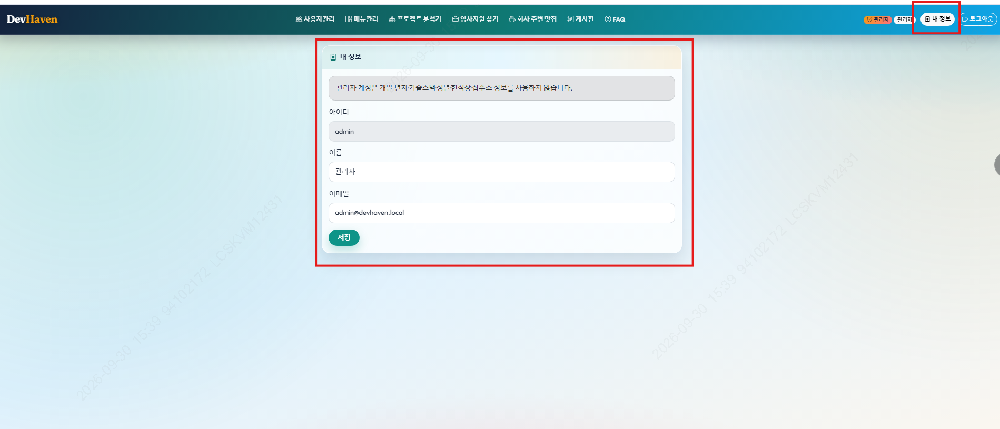 DevHaven
사용자관리 메뉴관리 프로젝트 분석기 입사지원 찾기 회사 주변 맛집 게시판 FAQ
관리자 관리자 내 정보 로그아웃
내 정보
관리자 계정은 개발 년차·기술스택·성별·현직장·집주소 정보를 사용하지 않습니다.
아이디
admin
이름
관리자
이메일
admin@devhaven.local
저장
2026-09-30 15:39 94102172 LCSKVM12431
2026-09-30 15:39 94102172 LCSKVM12431